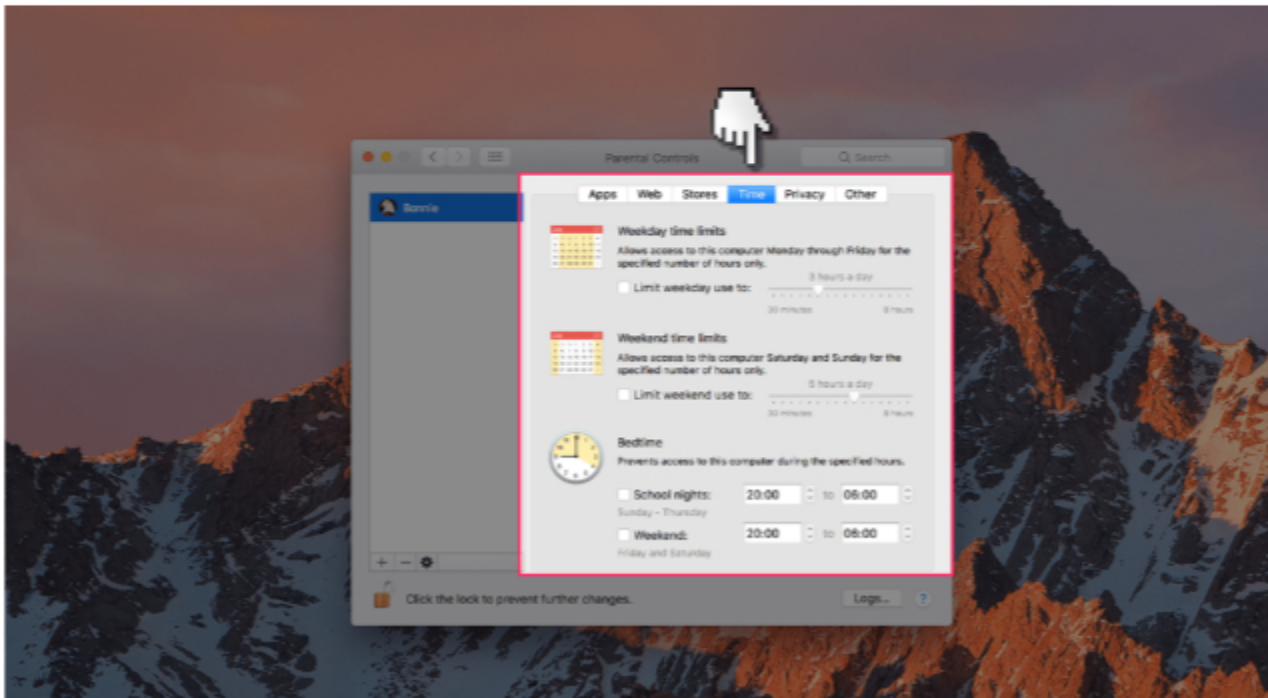 Parental Controls
Search
Bonnie
Apps Web Stores Time Privacy Other
Weekday time limits
Allows access to this computer Monday through Friday for the
specified number of hours only.
3 hours a day
Limit weekday use to:
30 minutes 8 hours
Weekend time limits
Allows access to this computer Saturday and Sunday for the
specified number of hours only.
5 hours a day
Limit weekend use to:
30 minutes 8 hours
Bedtime
Prevents access to this computer during the specified hours.
School nights: 20:00 to 06:00
Sunday – Thursday
Weekend: 20:00 to 06:00
Friday and Saturday
+ −
Click the lock to prevent further changes. Logs... ?